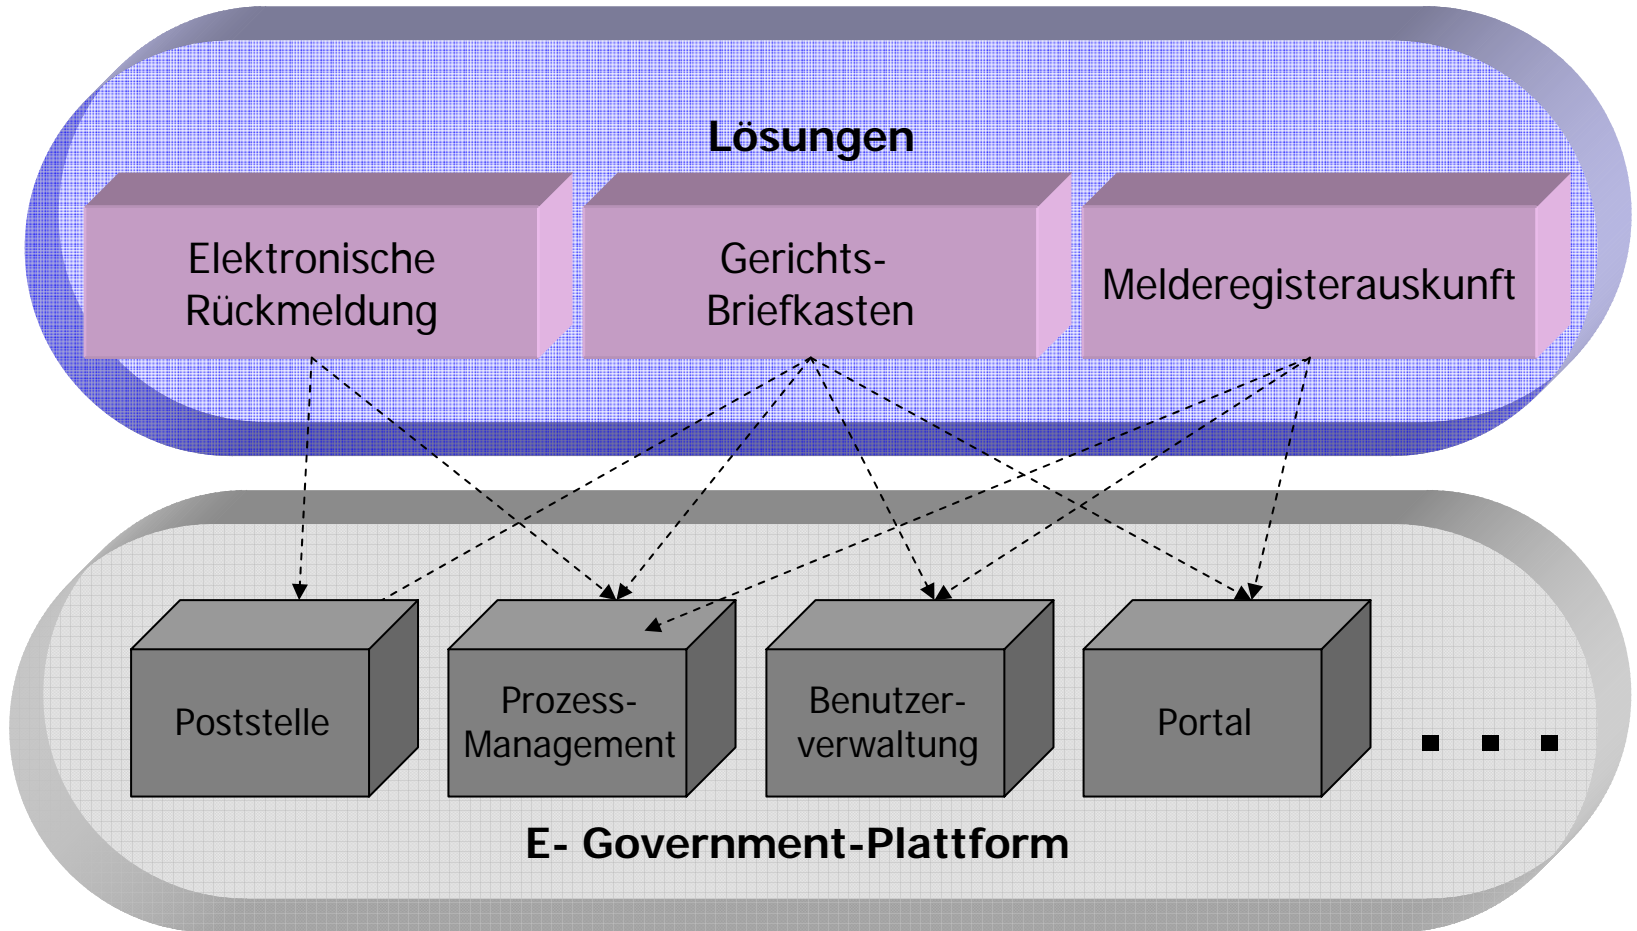 Lösungen
Elektronische
Rückmeldung
Gerichts-
Briefkasten
Melderegisterauskunft
Poststelle
Prozess-
Management
Benutzer-
verwaltung
Portal
. . .
E- Government-Plattform